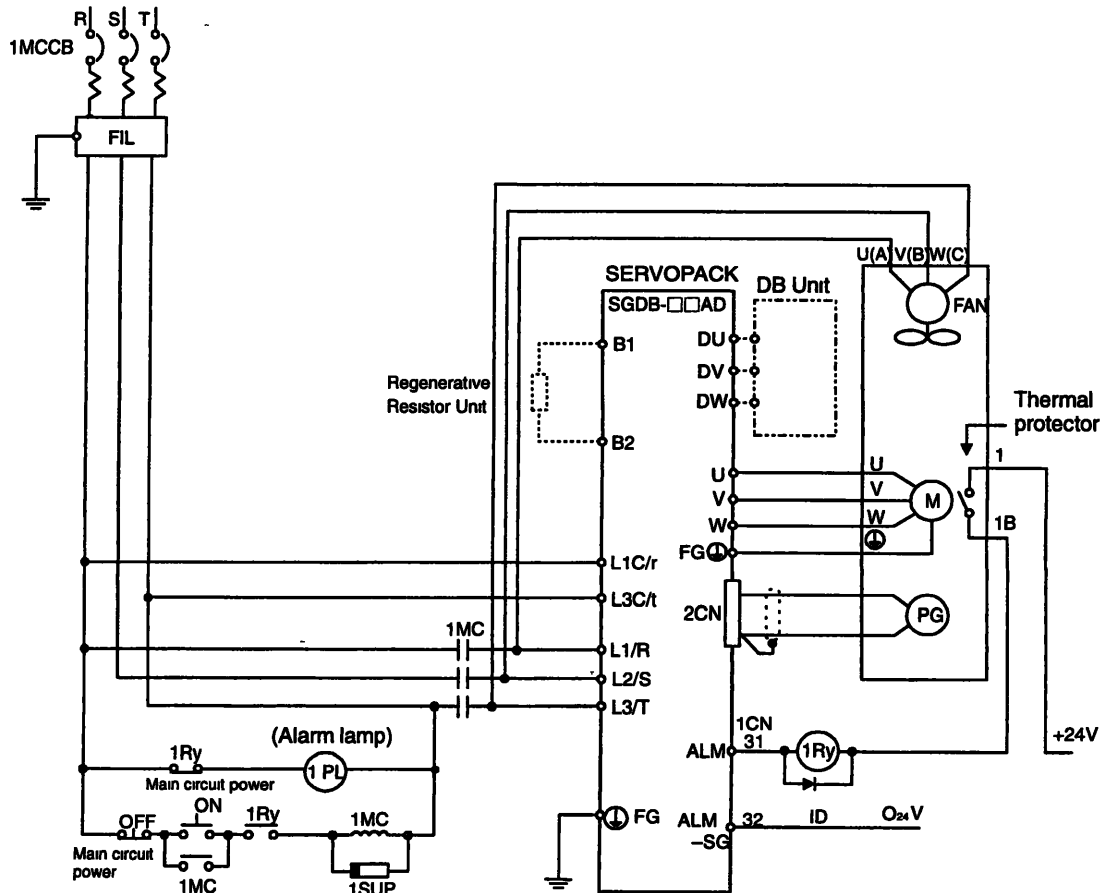 R S T
1MCCB
FIL
U(A) V(B) W(C)
SERVOPACK
SGDB-□□AD
DB Unit
FAN
B1
DU
DV
DW
Regenerative
Resistor Unit
B2
Thermal
protector
1
U
U
V
V
M
W
W
1B
FG
L1C/r
L3C/t
2CN
PG
1MC
L1/R
L2/S
L3/T
(Alarm lamp)
1CN
ALM
31
1Ry
+24V
1Ry
1 PL
Main circuit power
ON
OFF
1Ry
1MC
FG
ALM
-SG
32
ID
O24V
Main circuit
power
1MC
1SUP